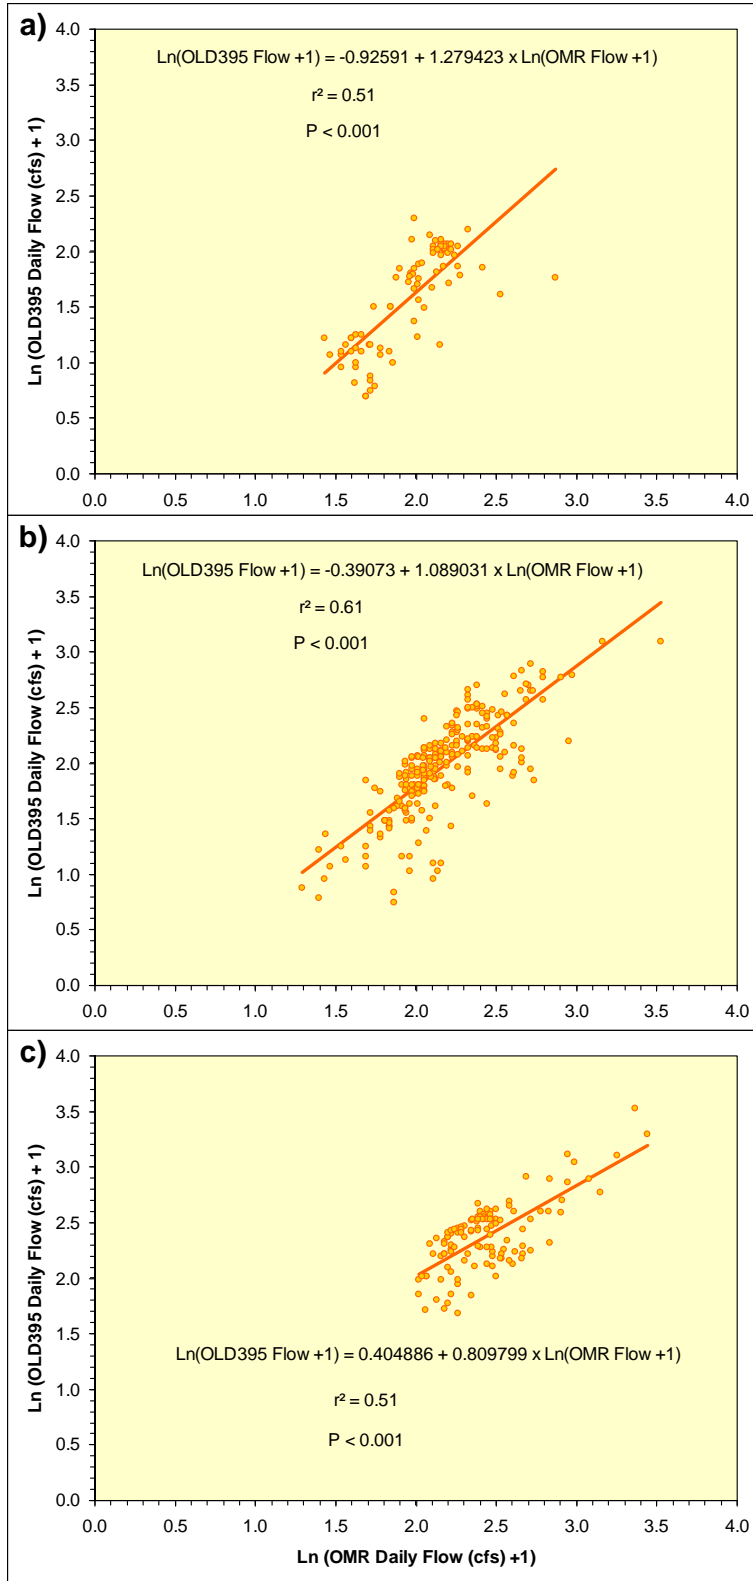 a)
Ln(OLD395 Flow +1) = -0.92591 + 1.279423 x Ln(OMR Flow +1)
r² = 0.51
P < 0.001
Ln (OLD395 Daily Flow (cfs) + 1)
4.0
3.5
3.0
2.5
2.0
1.5
1.0
0.5
0.0
0.0 0.5 1.0 1.5 2.0 2.5 3.0 3.5 4.0
b)
Ln(OLD395 Flow +1) = -0.39073 + 1.089031 x Ln(OMR Flow +1)
r² = 0.61
P < 0.001
Ln (OLD395 Daily Flow (cfs) + 1)
4.0
3.5
3.0
2.5
2.0
1.5
1.0
0.5
0.0
0.0 0.5 1.0 1.5 2.0 2.5 3.0 3.5 4.0
c)
Ln(OLD395 Flow +1) = 0.404886 + 0.809799 x Ln(OMR Flow +1)
r² = 0.51
P < 0.001
Ln (OLD395 Daily Flow (cfs) + 1)
4.0
3.5
3.0
2.5
2.0
1.5
1.0
0.5
0.0
0.0 0.5 1.0 1.5 2.0 2.5 3.0 3.5 4.0
Ln (OMR Daily Flow (cfs) +1)